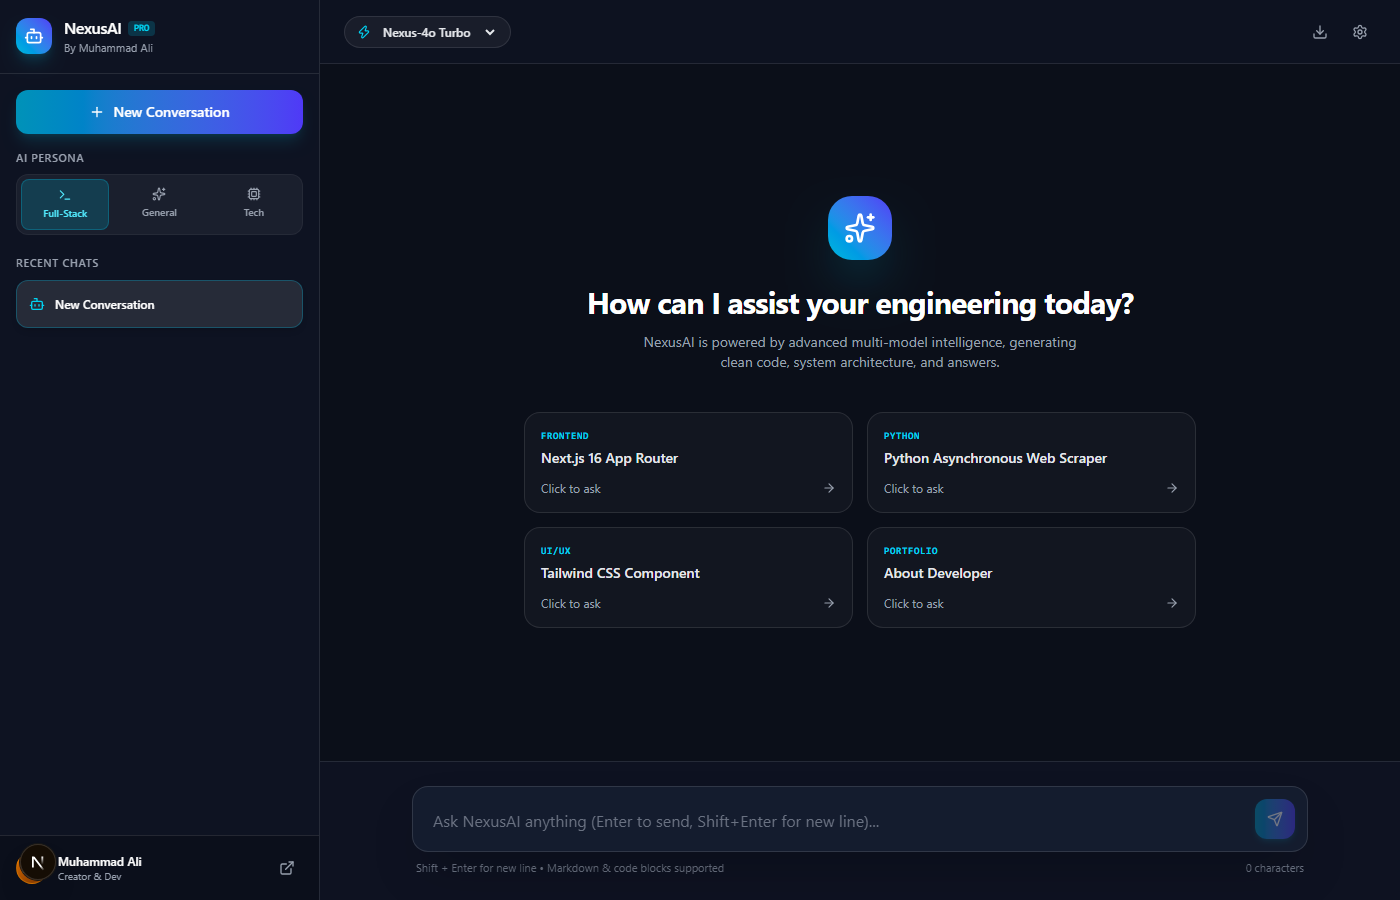 NexusAI PRO
By Muhammad Ali
New Conversation
AI PERSONA
Full-Stack
General
Tech
RECENT CHATS
New Conversation
N
Muhammad Ali
Creator & Dev
Nexus-4o Turbo
How can I assist your engineering today?
NexusAI is powered by advanced multi-model intelligence, generating
clean code, system architecture, and answers.
FRONTEND
Next.js 16 App Router
Click to ask
PYTHON
Python Asynchronous Web Scraper
Click to ask
UI/UX
Tailwind CSS Component
Click to ask
PORTFOLIO
About Developer
Click to ask
Ask NexusAI anything (Enter to send, Shift+Enter for new line)...
Shift + Enter for new line • Markdown & code blocks supported
0 characters